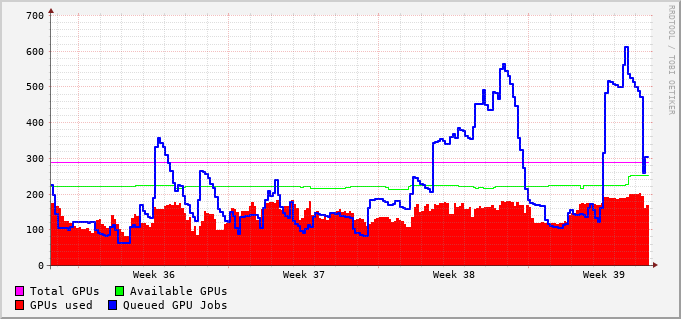 700
600
500
400
300
200
100
0
Week 36 Week 37 Week 38 Week 39
Total GPUs Available GPUs
GPUs used Queued GPU Jobs
RRDTOOL / TOBI OETIKER